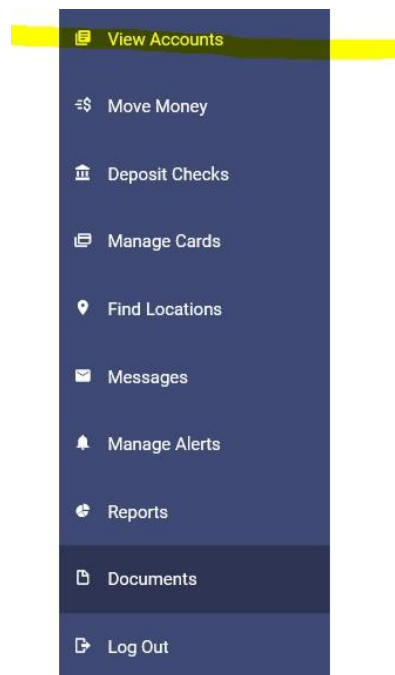 View Accounts
Move Money
Deposit Checks
Manage Cards
Find Locations
Messages
Manage Alerts
Reports
Documents
Log Out